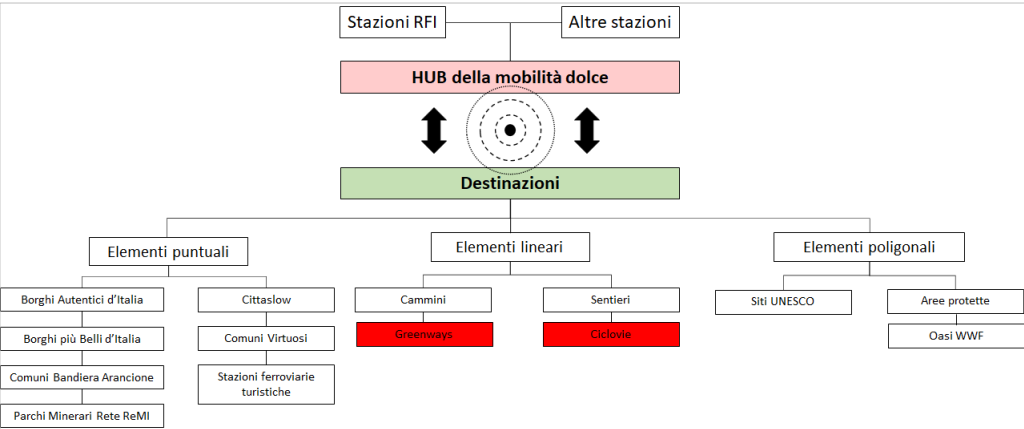 Stazioni RFI
Altre stazioni
HUB della mobilità dolce
Destinazioni
Elementi puntuali
Elementi lineari
Elementi poligonali
Borghi Autentici d’Italia
Cittaslow
Borghi più Belli d’Italia
Comuni Virtuosi
Comuni Bandiera Arancione
Stazioni ferroviarie
turistiche
Parchi Minerari Rete ReMI
Cammini
Sentieri
Greenways
Ciclovie
Siti UNESCO
Aree protette
Oasi WWF